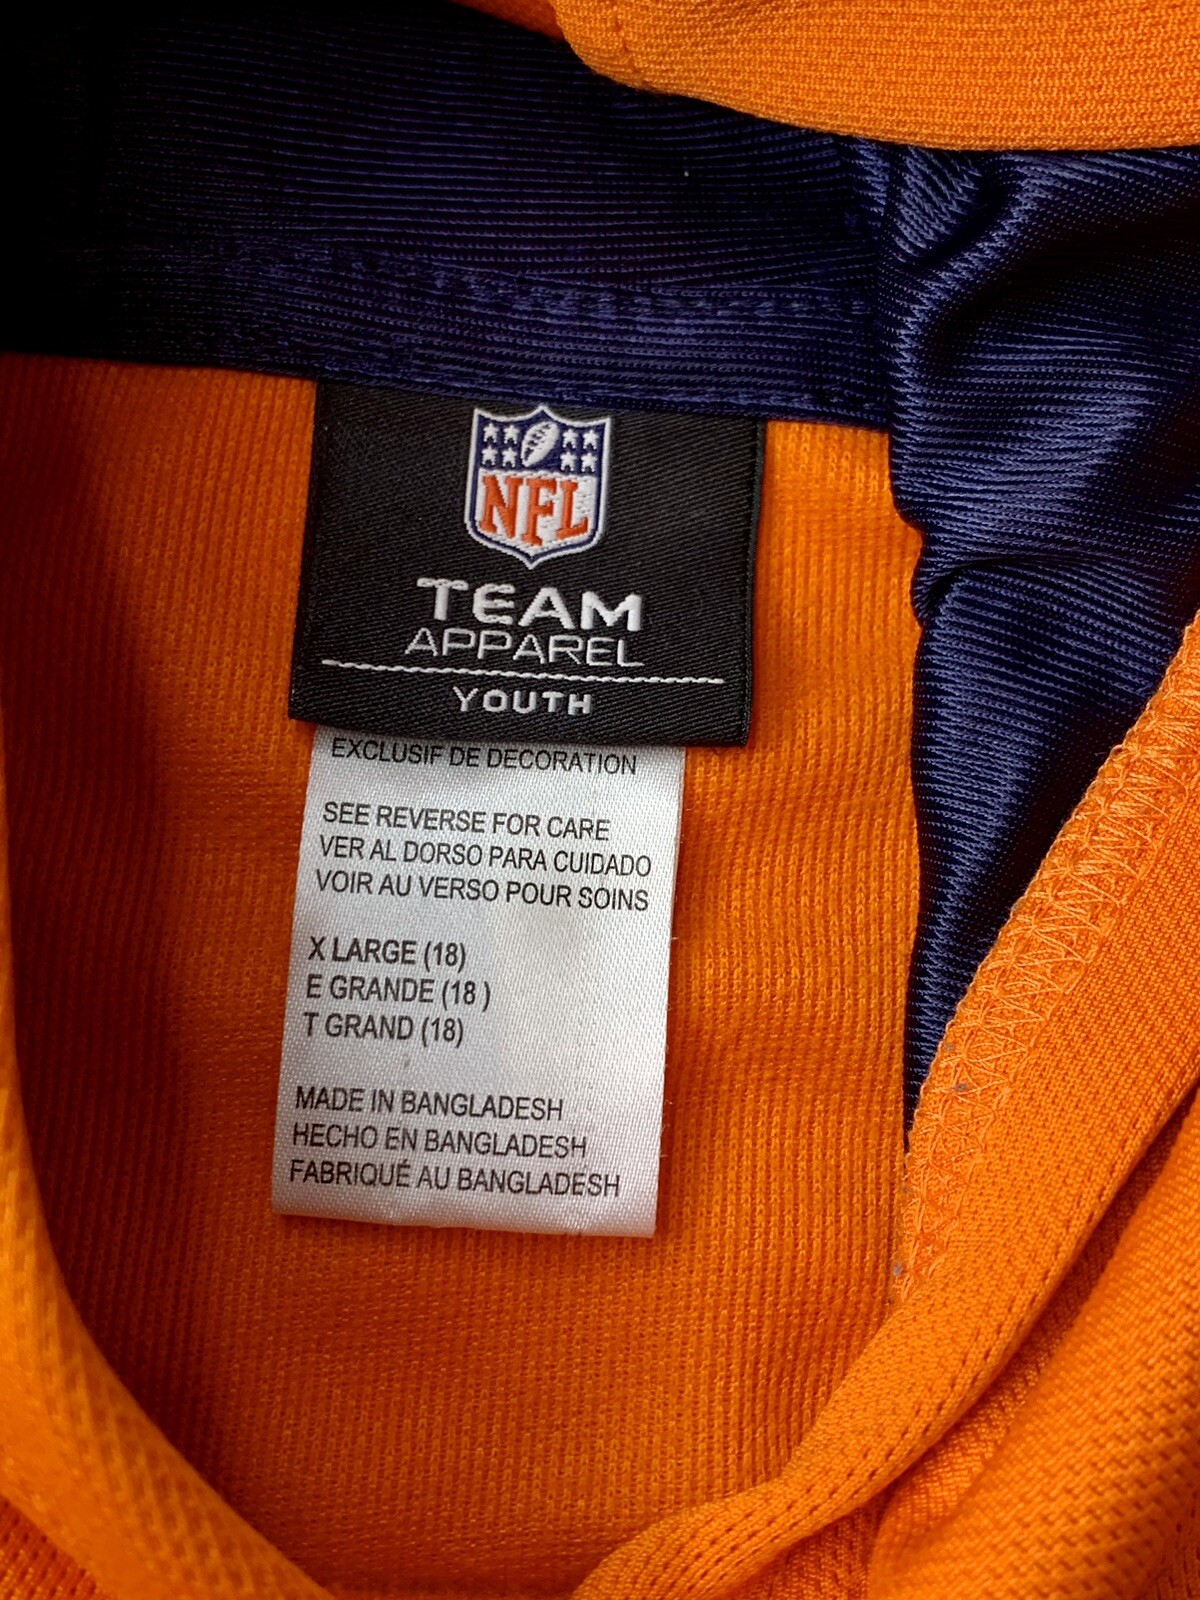 NFL
TEAM
APPAREL
YOUTH
EXCLUSIF DE DECORATION
SEE REVERSE FOR CARE
VER AL DORSO PARA CUIDADO
VOIR AU VERSO POUR SOINS
X LARGE (18)
E GRANDE (18 )
T GRAND (18)
MADE IN BANGLADESH
HECHO EN BANGLADESH
FABRIQUÉ AU BANGLADESH